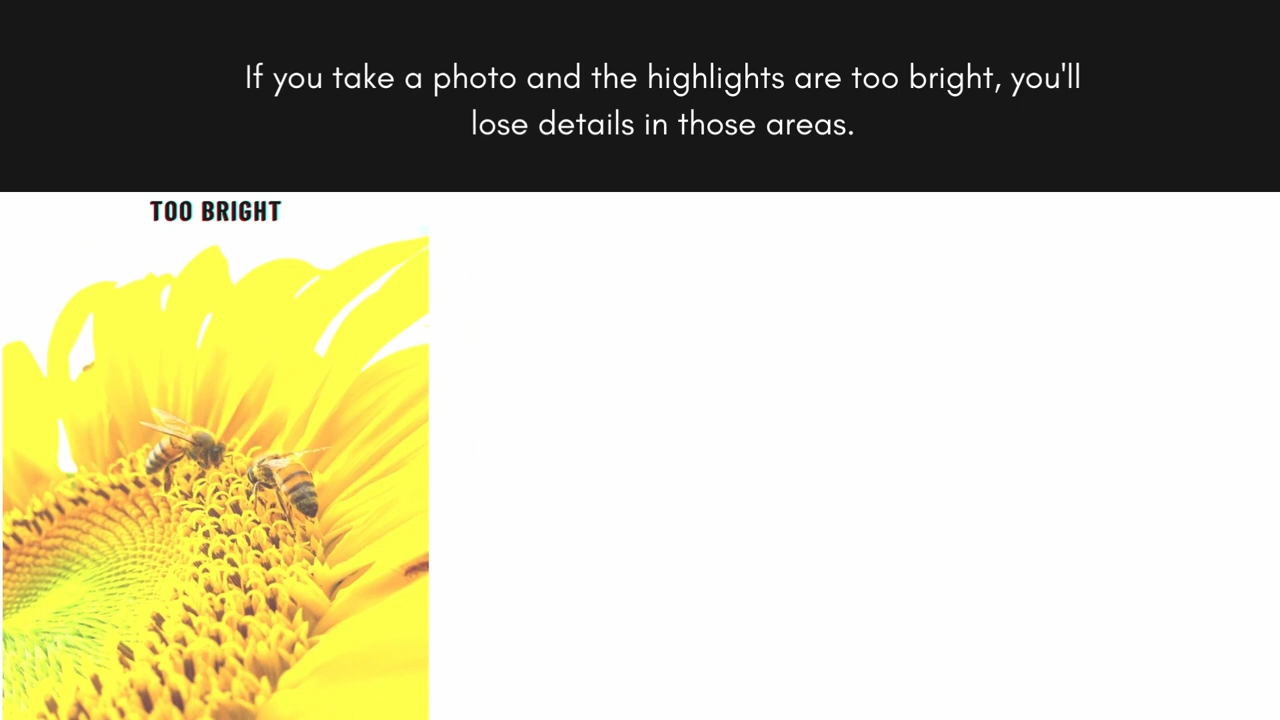 If you take a photo and the highlights are too bright, you'll
lose details in those areas.
TOO BRIGHT